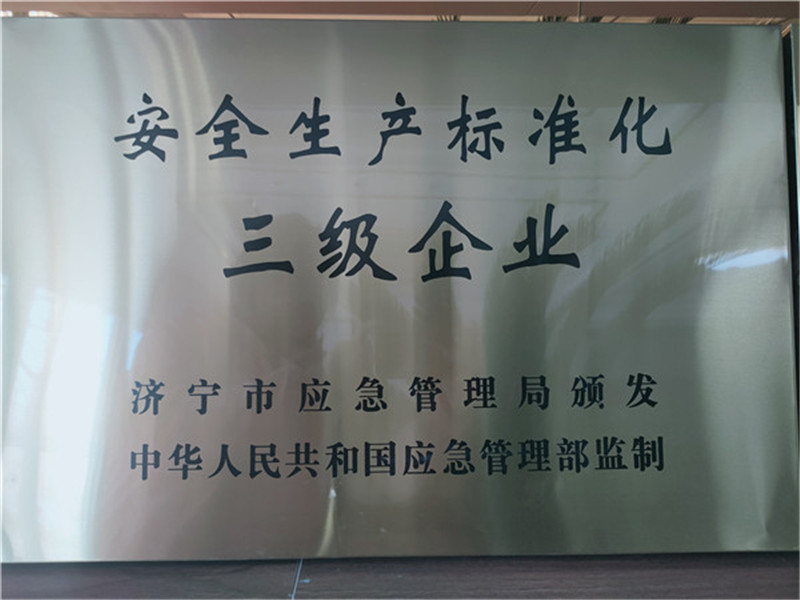 安全生产标准化
三级企业
济宁市应急管理局颁发
中华人民共和国应急管理部监制